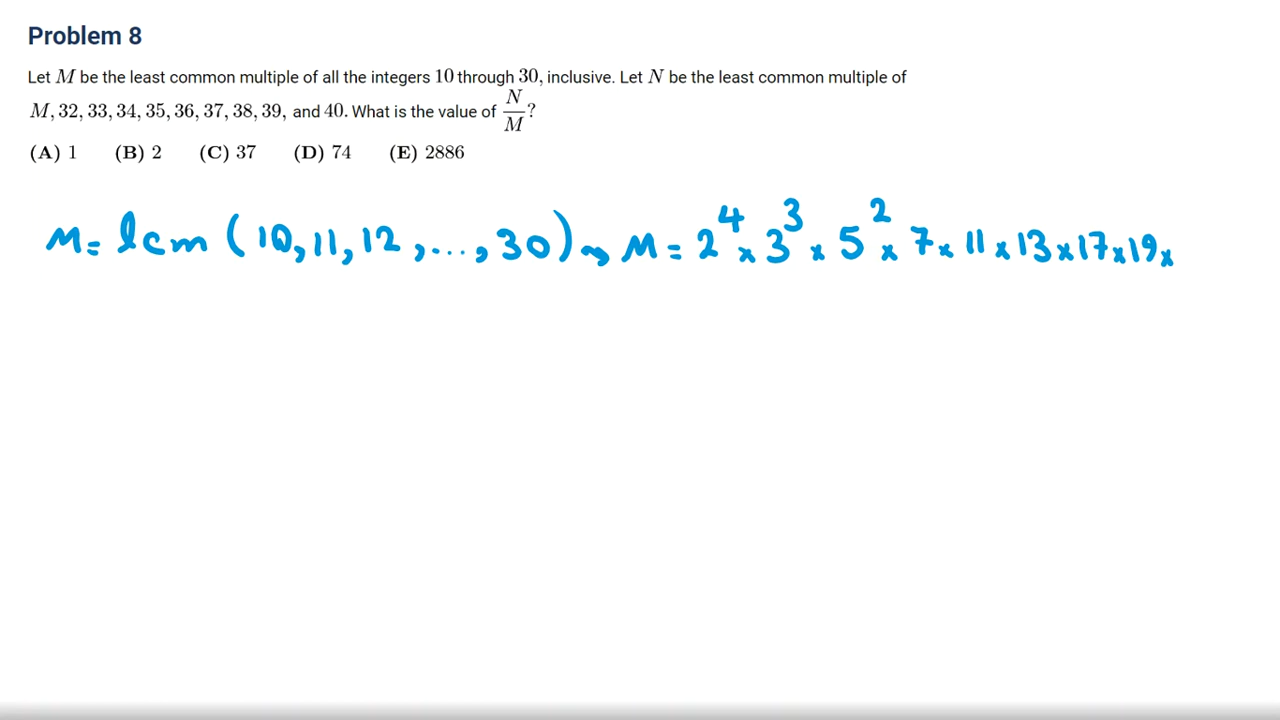 Problem 8
Let M be the least common multiple of all the integers 10 through 30, inclusive. Let N be the least common multiple of
M, 32, 33, 34, 35, 36, 37, 38, 39, and 40. What is the value of N/M?
(A) 1 (B) 2 (C) 37 (D) 74 (E) 2886
M = lcm (10, 11, 12, ..., 30) → M = 2^4 × 3^3 × 5^2 × 7 × 11 × 13 × 17 × 19 ×